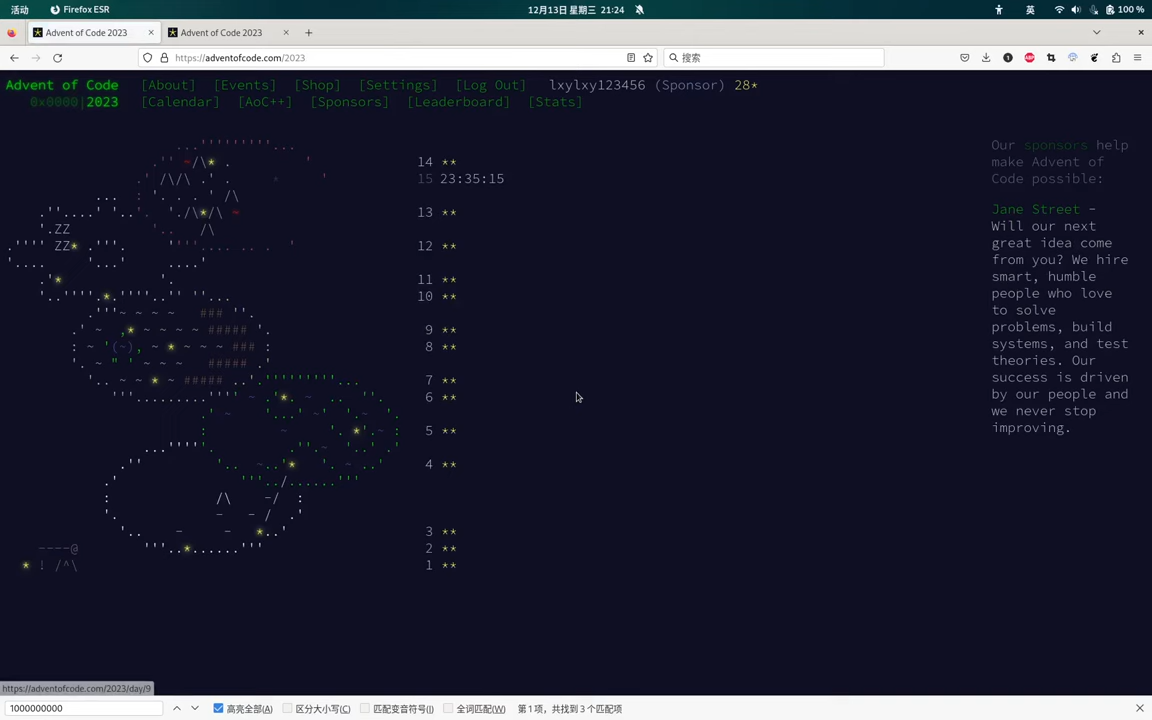 活动 Firefox ESR 12月13日 星期三 21:24 英 100 %
Advent of Code 2023 Advent of Code 2023
https://adventofcode.com/2023 搜索
Advent of Code [About] [Events] [Shop] [Settings] [Log Out] lxylxy123456 (Sponsor) 28*
0x0000|2023 [Calendar] [AoC++] [Sponsors] [Leaderboard] [Stats]
14 **
15 23:35:15
13 **
12 **
11 **
10 **
9 **
8 **
7 **
6 **
5 **
4 **
3 **
2 **
1 **
Our sponsors help
make Advent of
Code possible:
Jane Street -
Will our next
great idea come
from you? We hire
smart, humble
people who love
to solve
problems, build
systems, and test
theories. Our
success is driven
by our people and
we never stop
improving.
https://adventofcode.com/2023/day/9
1000000000 高亮全部(A) 区分大小写(C) 匹配变音符号(I) 全词匹配(W) 第 1 项，共找到 3 个匹配项